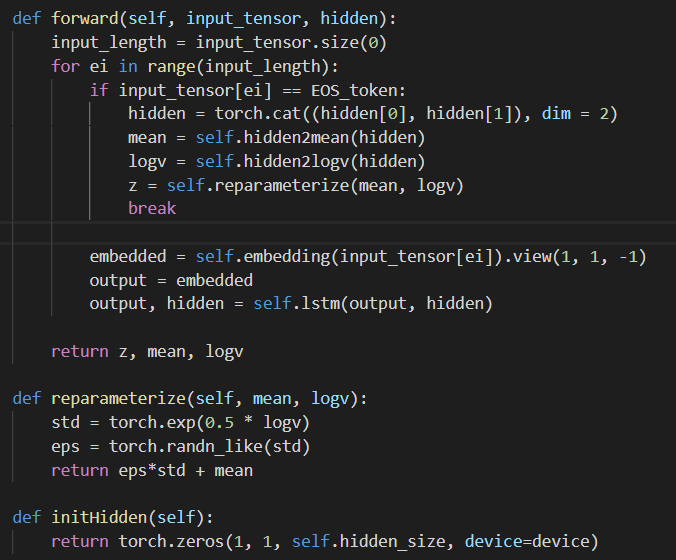 def forward(self, input_tensor, hidden):
    input_length = input_tensor.size(0)
    for ei in range(input_length):
        if input_tensor[ei] == EOS_token:
            hidden = torch.cat((hidden[0], hidden[1]), dim = 2)
            mean = self.hidden2mean(hidden)
            logv = self.hidden2logv(hidden)
            z = self.reparameterize(mean, logv)
            break
        embedded = self.embedding(input_tensor[ei]).view(1, 1, -1)
        output = embedded
        output, hidden = self.lstm(output, hidden)
    return z, mean, logv
def reparameterize(self, mean, logv):
    std = torch.exp(0.5 * logv)
    eps = torch.randn_like(std)
    return eps*std + mean
def initHidden(self):
    return torch.zeros(1, 1, self.hidden_size, device=device)